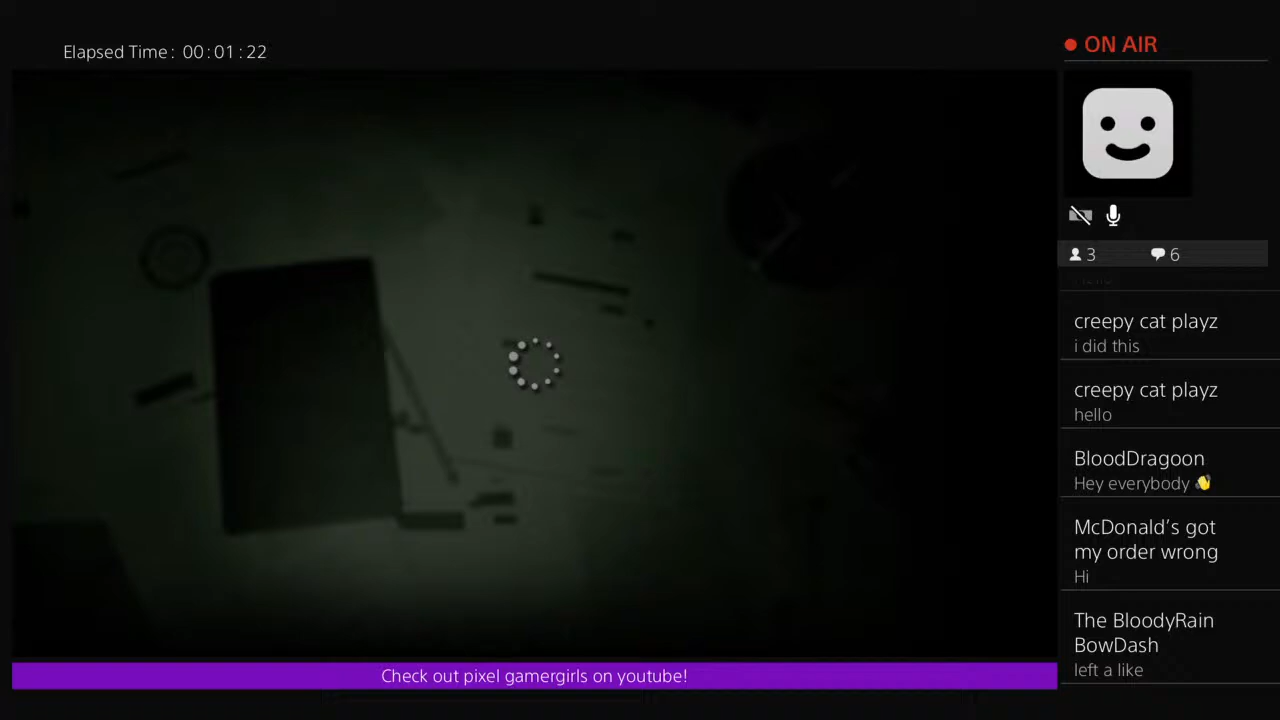 Elapsed Time: 00:01:22
ON AIR
3
6
creepy cat playz
i did this
creepy cat playz
hello
BloodDragoon
Hey everybody 👋
McDonald's got
my order wrong
Hi
The BloodyRain
BowDash
left a like
Check out pixel gamergirls on youtube!